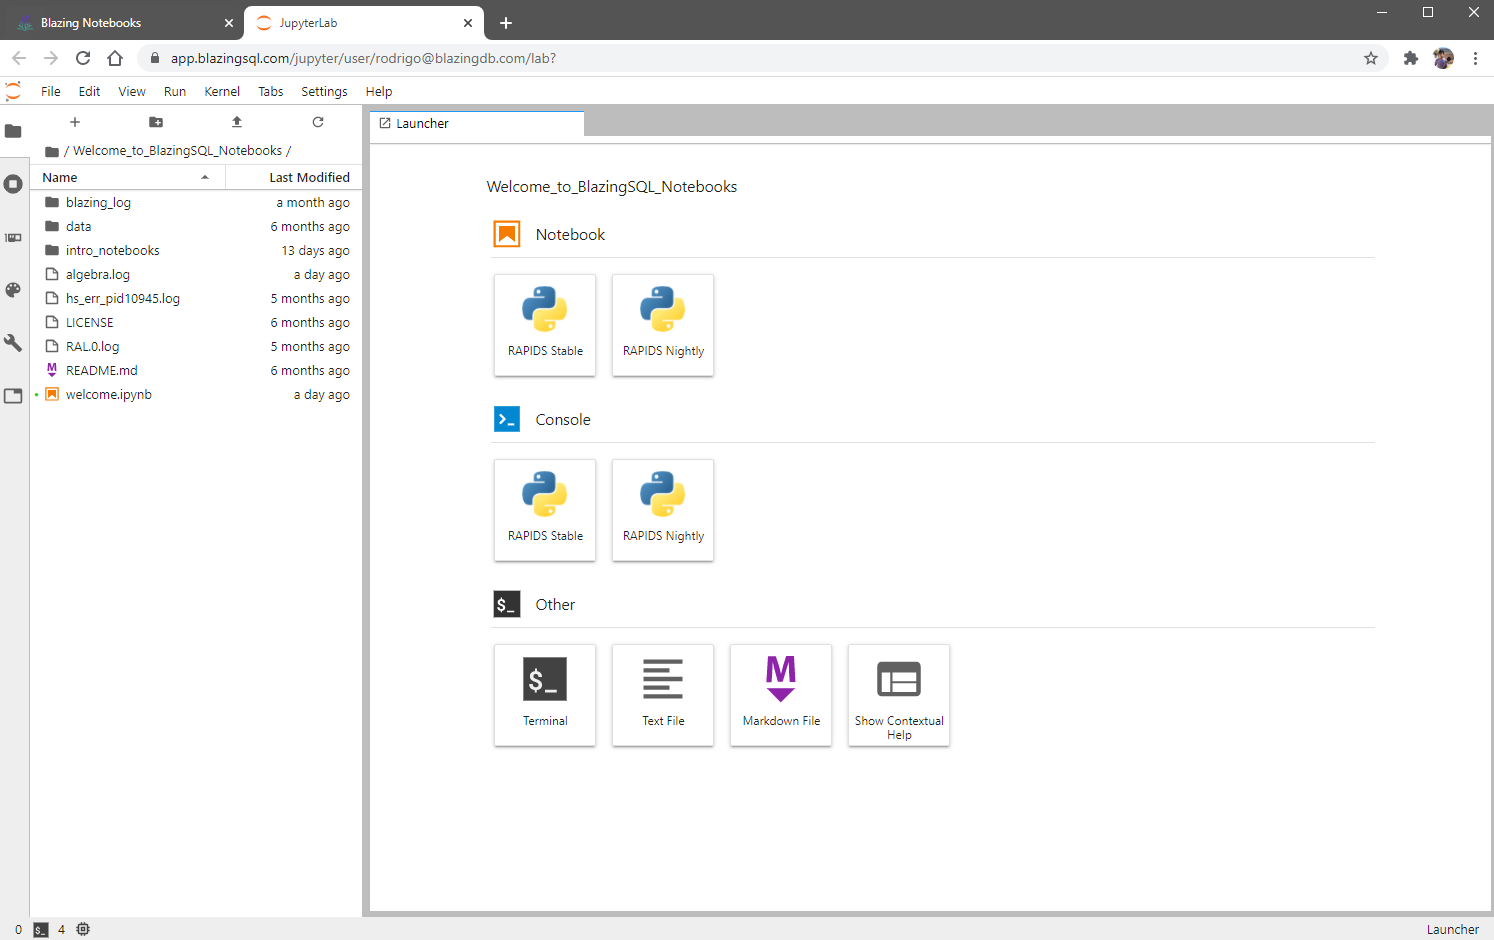 Blazing Notebooks
JupyterLab
app.blazingsql.com/jupyter/user/rodrigo@blazingdb.com/lab?
File Edit View Run Kernel Tabs Settings Help
/ Welcome_to_BlazingSQL_Notebooks /
Name Last Modified
blazing_log a month ago
data 6 months ago
intro_notebooks 13 days ago
algebra.log a day ago
hs_err_pid10945.log 5 months ago
LICENSE 6 months ago
RAL.0.log 5 months ago
README.md 6 months ago
welcome.ipynb a day ago
Launcher
Welcome_to_BlazingSQL_Notebooks
Notebook
RAPIDS Stable RAPIDS Nightly
Console
RAPIDS Stable RAPIDS Nightly
$_ Other
$_ M
Terminal Text File Markdown File Show Contextual
Help
0 $_ 4 Launcher